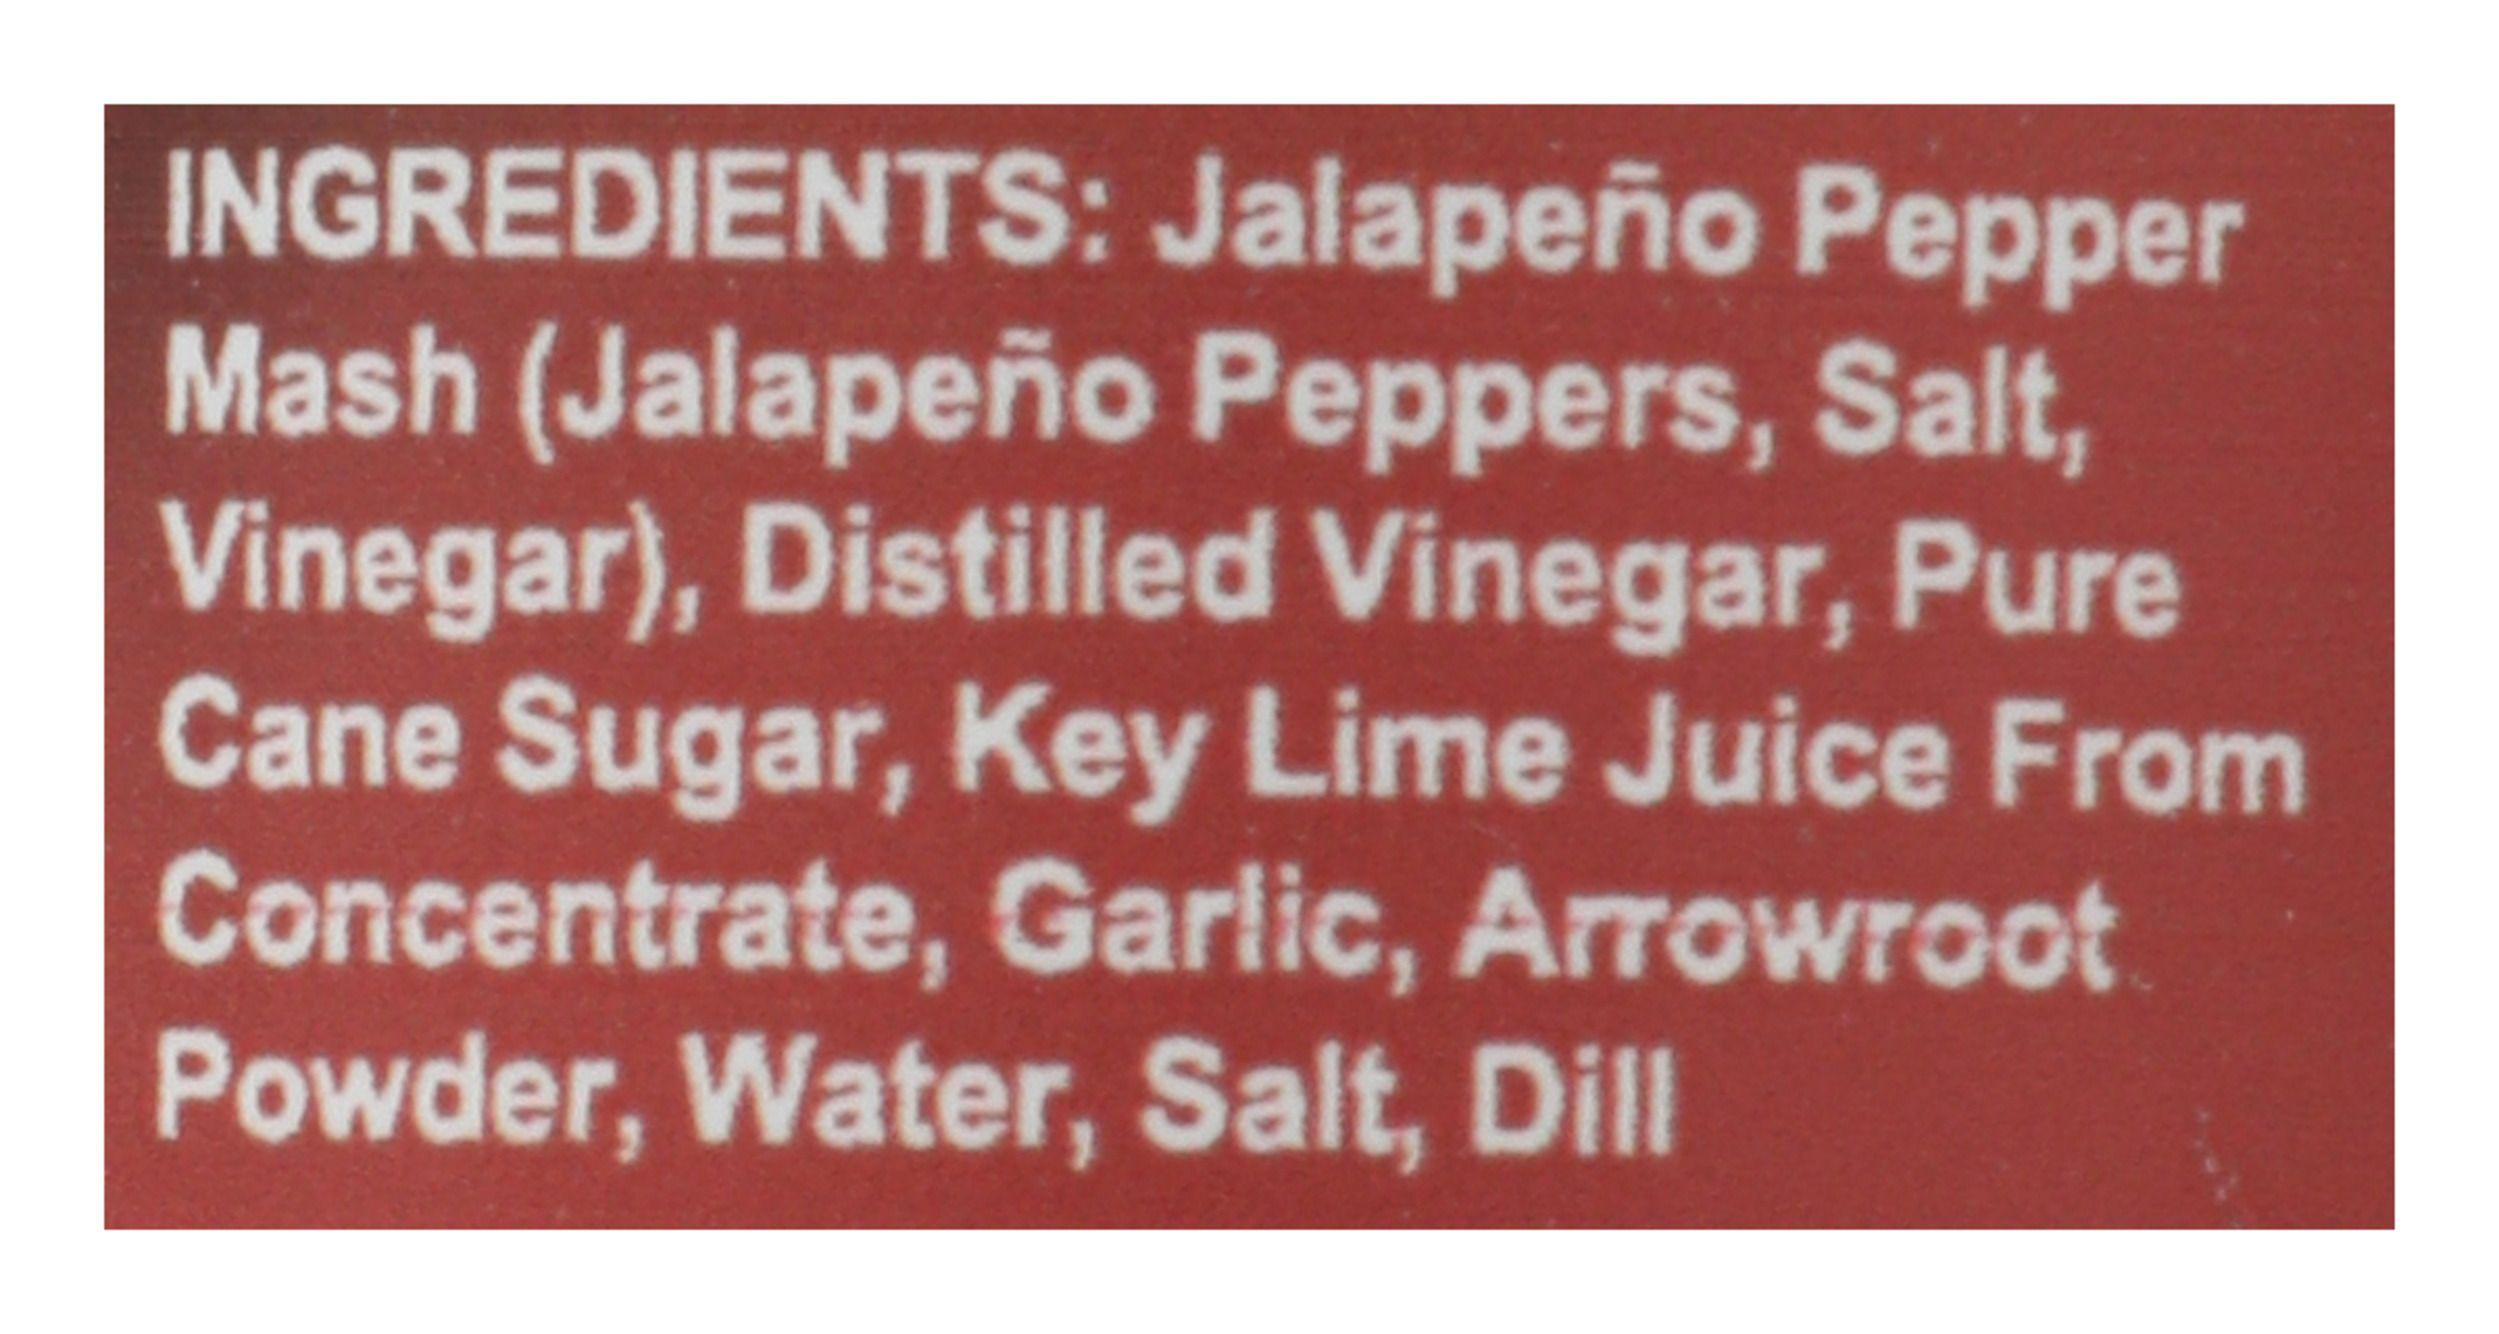 INGREDIENTS: Jalapeño Pepper
Mash (Jalapeño Peppers, Salt,
Vinegar), Distilled Vinegar, Pure
Cane Sugar, Key Lime Juice From
Concentrate, Garlic, Arrowroot
Powder, Water, Salt, Dill